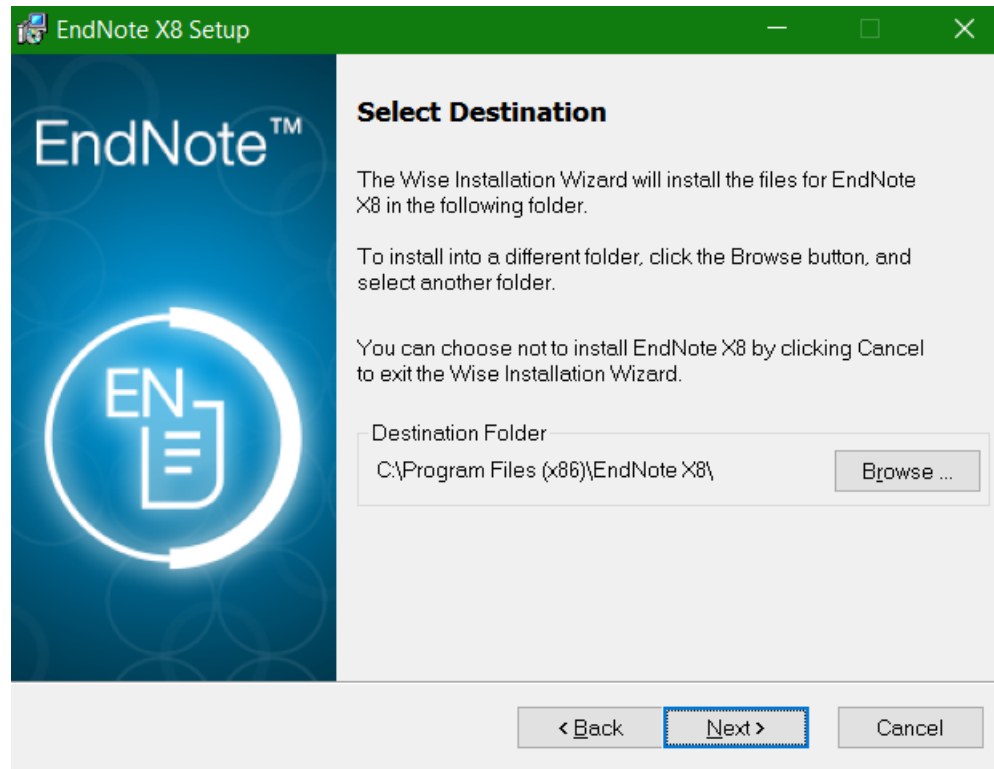 EndNote X8 Setup
EndNote™
Select Destination
The Wise Installation Wizard will install the files for EndNote
X8 in the following folder.
To install into a different folder, click the Browse button, and
select another folder.
You can choose not to install EndNote X8 by clicking Cancel
to exit the Wise Installation Wizard.
EN
Destination Folder
C:\Program Files (x86)\EndNote X8\
Browse ...
< Back
Next >
Cancel